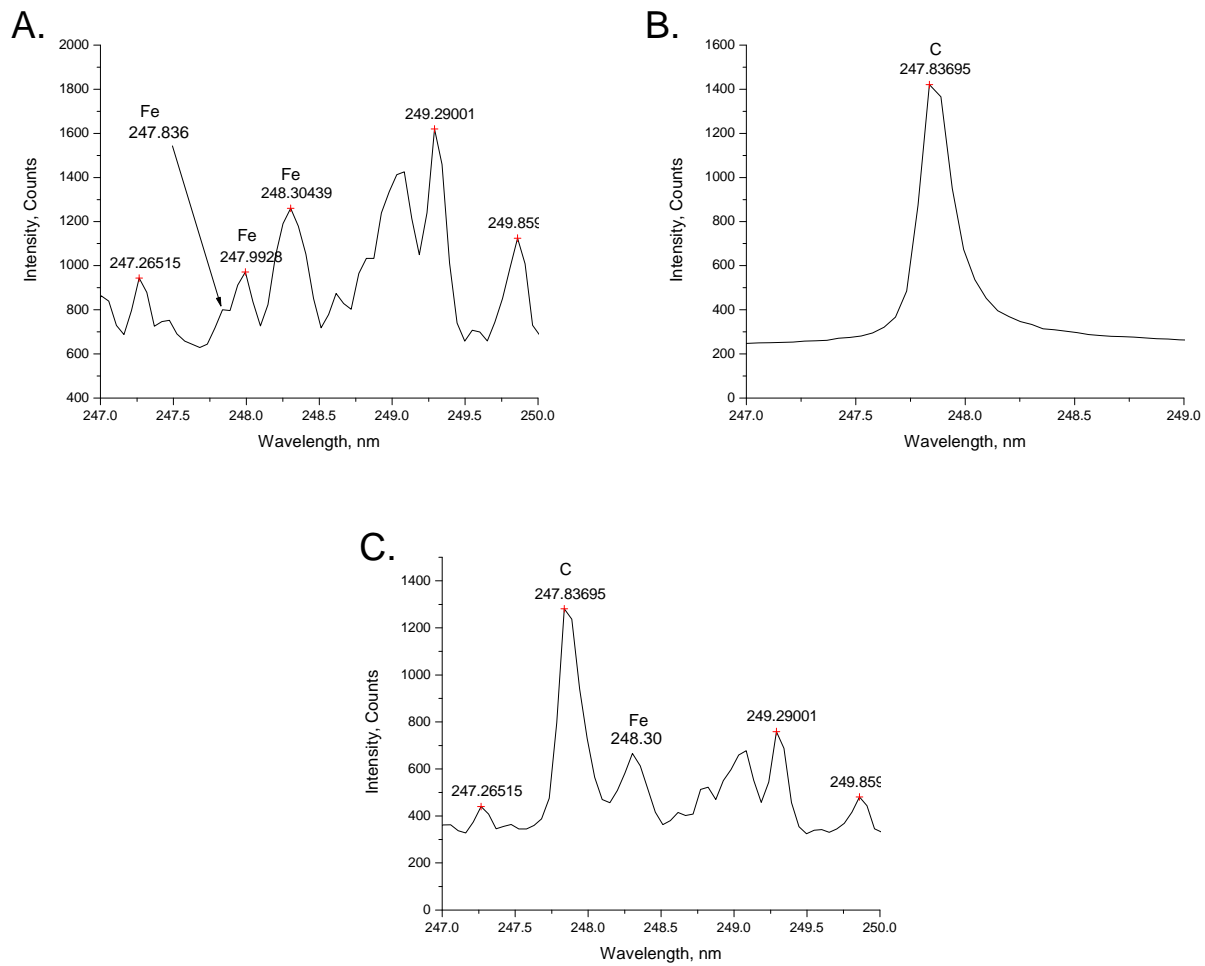 A.
2000
1800
1600
1400
1200
1000
800
600
400
Intensity, Counts
Fe
247.836
247.26515
Fe
247.9928
Fe
248.30439
249.29001
249.859
247.0 247.5 248.0 248.5 249.0 249.5 250.0
Wavelength, nm
B.
1600
1400
1200
1000
800
600
400
200
0
Intensity, Counts
C
247.83695
247.0 247.5 248.0 248.5 249.0
Wavelength, nm
C.
1400
1200
1000
800
600
400
200
0
Intensity, Counts
C
247.83695
247.26515
Fe
248.30
249.29001
249.859
247.0 247.5 248.0 248.5 249.0 249.5 250.0
Wavelength, nm